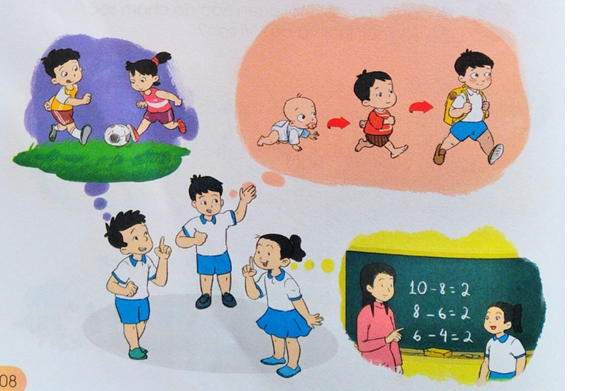 10 - 8 = 2
8 - 6 = 2
6 - 4 = 2
08